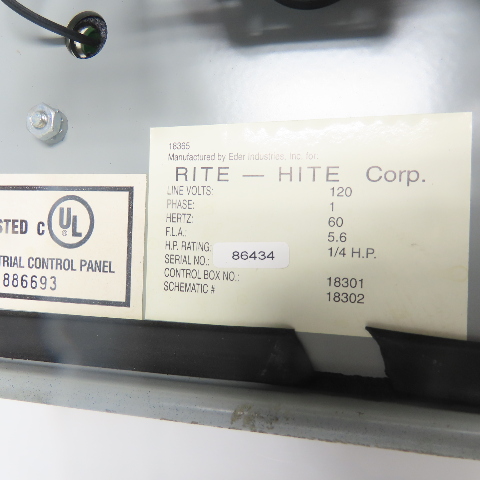 18365
Manufactured by Eder Industries, Inc. for:
RITE — HITE Corp.
LINE VOLTS: 120
PHASE: 1
HERTZ: 60
F.L.A. 5.6
H.P. RATING: 1/4 H.P.
SERIAL NO.: 86434
CONTROL BOX NO.: 18301
SCHEMATIC # 18302
STED C UL
TRIAL CONTROL PANEL
886693